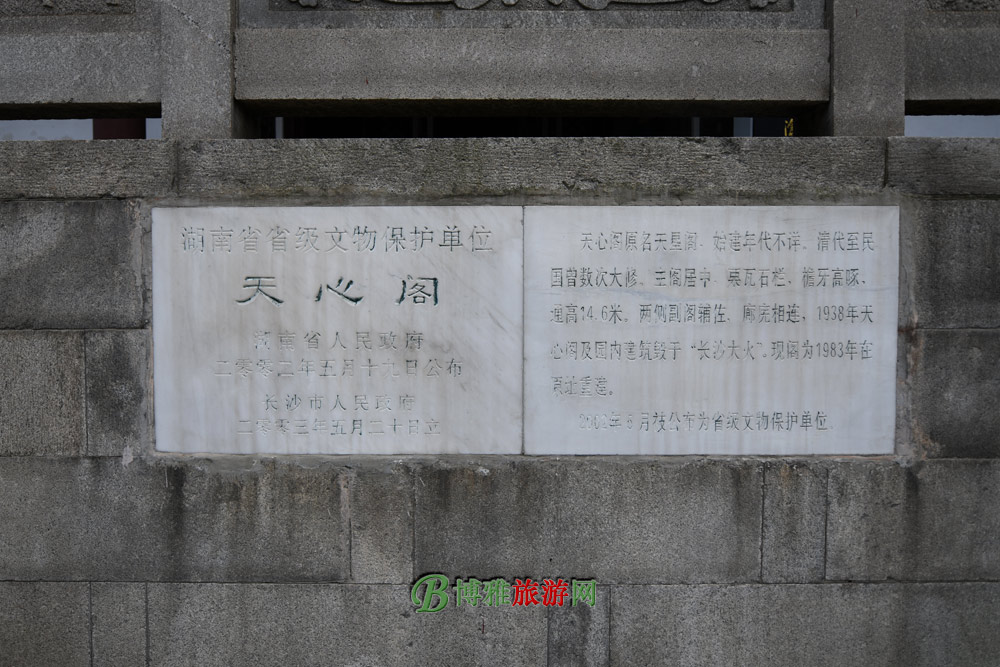 湖南省省级文物保护单位
天心阁
湖南省人民政府
二零零二年五月十九日公布
长沙市人民政府
二零零三年五月二十日立
天心阁原名天星阁、始建年代不详。清代至民
国曾数次大修。主阁居中、栗瓦石栏、檐牙高啄、
通高14.6米。两侧副阁辅佐、廊庑相连，1938年天
心阁及园内建筑毁于“长沙大火”。现阁为1983年在
原址重造。
2002年5月被公布为省级文物保护单位
B博雅旅游网